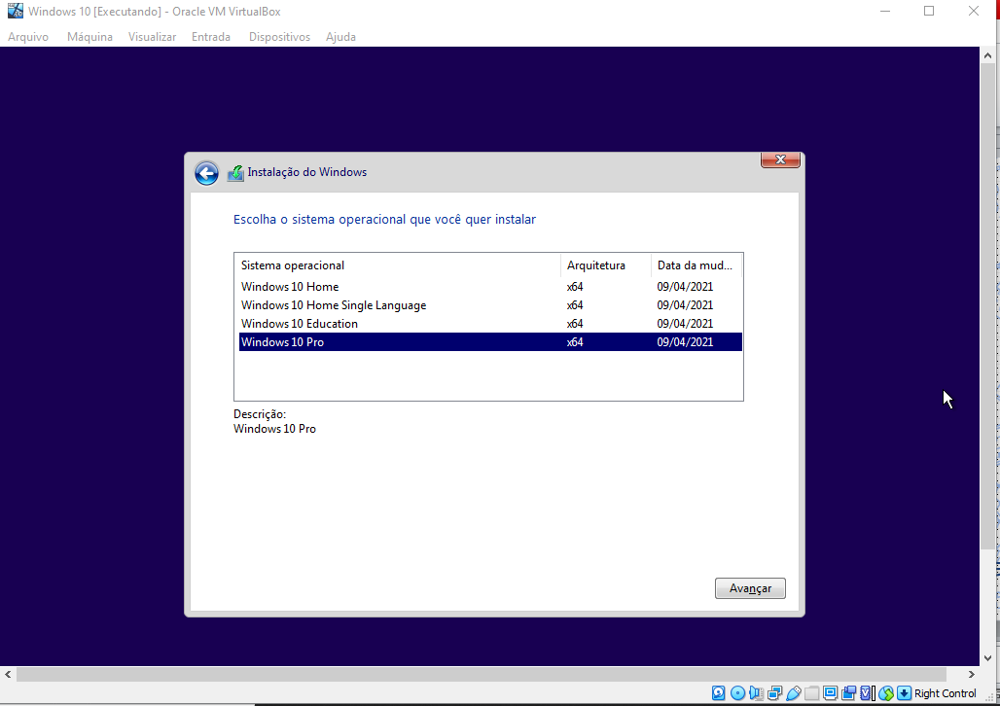 Windows 10 [Executando] - Oracle VM VirtualBox
Arquivo Máquina Visualizar Entrada Dispositivos Ajuda
Instalação do Windows
Escolha o sistema operacional que você quer instalar
Sistema operacional Arquitetura Data da mud...
Windows 10 Home x64 09/04/2021
Windows 10 Home Single Language x64 09/04/2021
Windows 10 Education x64 09/04/2021
Windows 10 Pro x64 09/04/2021
Descrição:
Windows 10 Pro
Avançar
Right Control